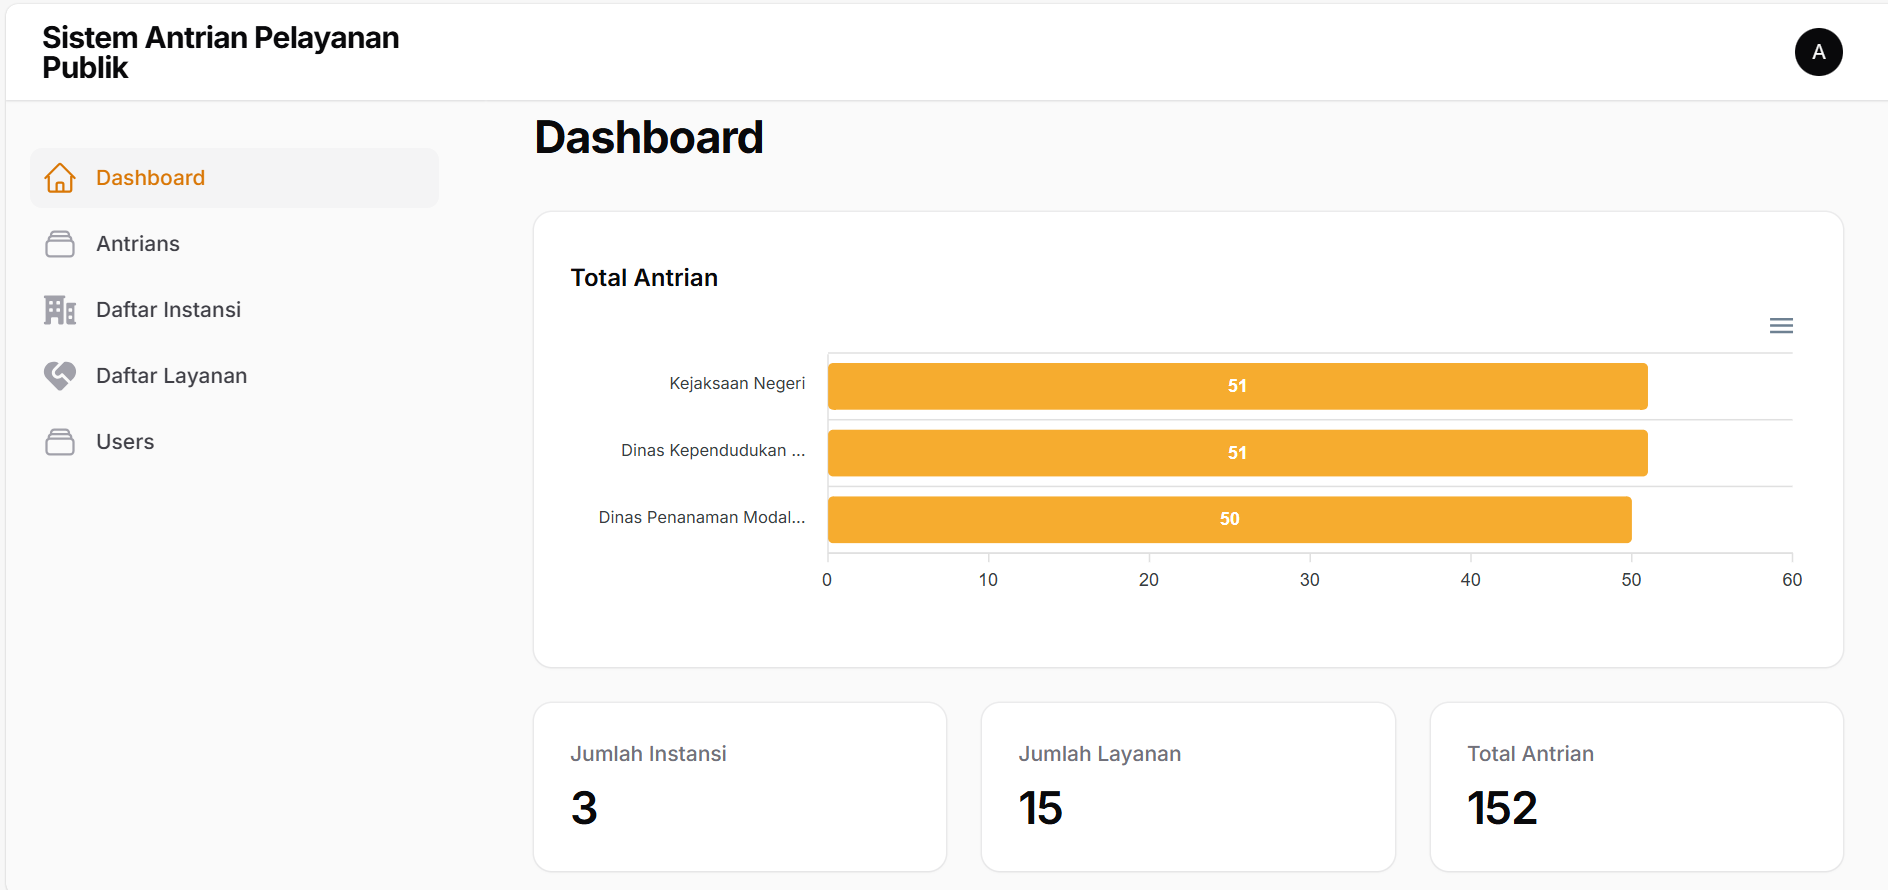 Sistem Antrian Pelayanan
Publik
A
Dashboard
Antrians
Daftar Instansi
Daftar Layanan
Users
Dashboard
Total Antrian
Kejaksaan Negeri
51
Dinas Kependudukan ...
51
Dinas Penanaman Modal...
50
0 10 20 30 40 50 60
Jumlah Instansi
3
Jumlah Layanan
15
Total Antrian
152